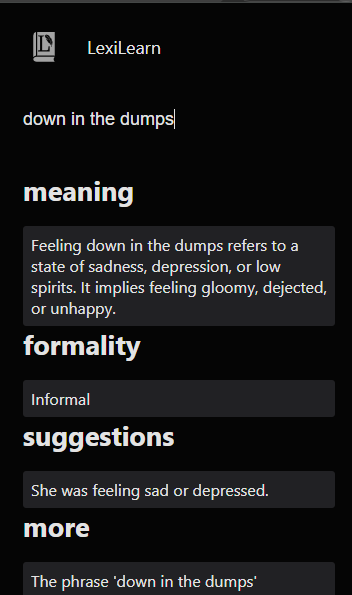 LexiLearn
down in the dumps
meaning
Feeling down in the dumps refers to a
state of sadness, depression, or low
spirits. It implies feeling gloomy, dejected,
or unhappy.
formality
Informal
suggestions
She was feeling sad or depressed.
more
The phrase 'down in the dumps'